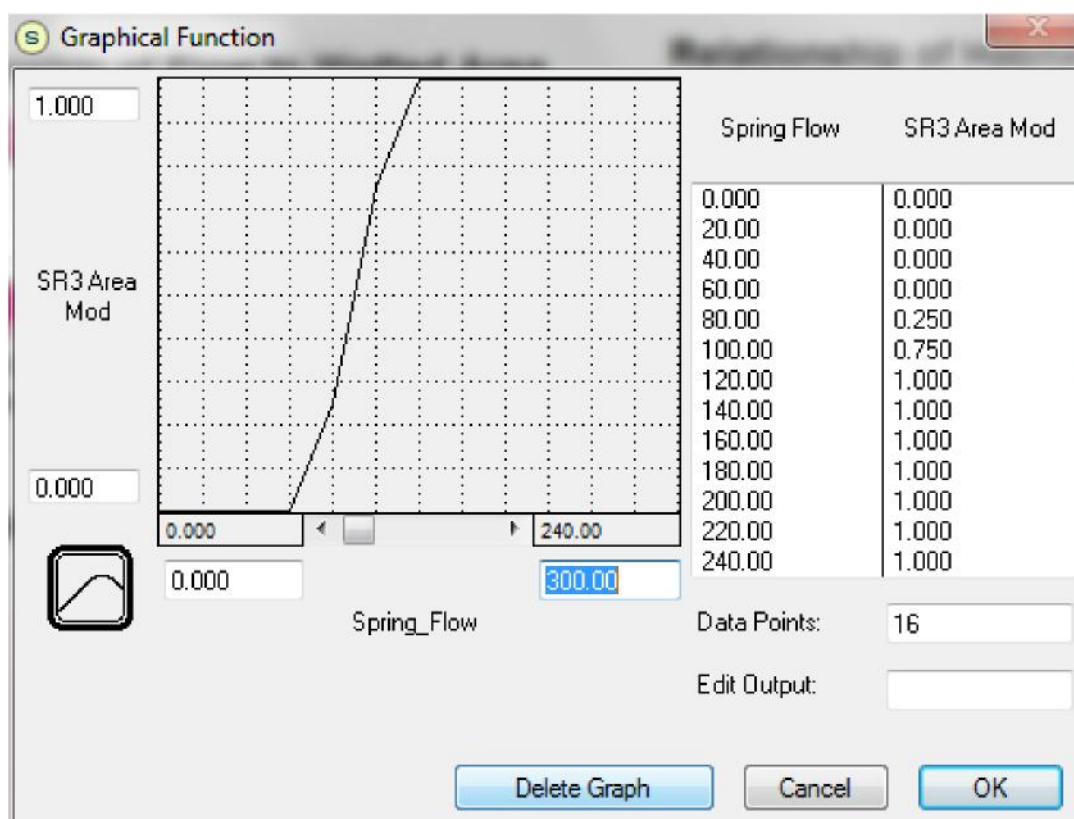 Graphical Function
1.000
SR3 Area
Mod
0.000
0.000
240.00
0.000
300.00
Spring_Flow
Spring Flow SR3 Area Mod
0.000 0.000
20.00 0.000
40.00 0.000
60.00 0.000
80.00 0.250
100.00 0.750
120.00 1.000
140.00 1.000
160.00 1.000
180.00 1.000
200.00 1.000
220.00 1.000
240.00 1.000
Data Points: 16
Edit Output:
Delete Graph
Cancel
OK